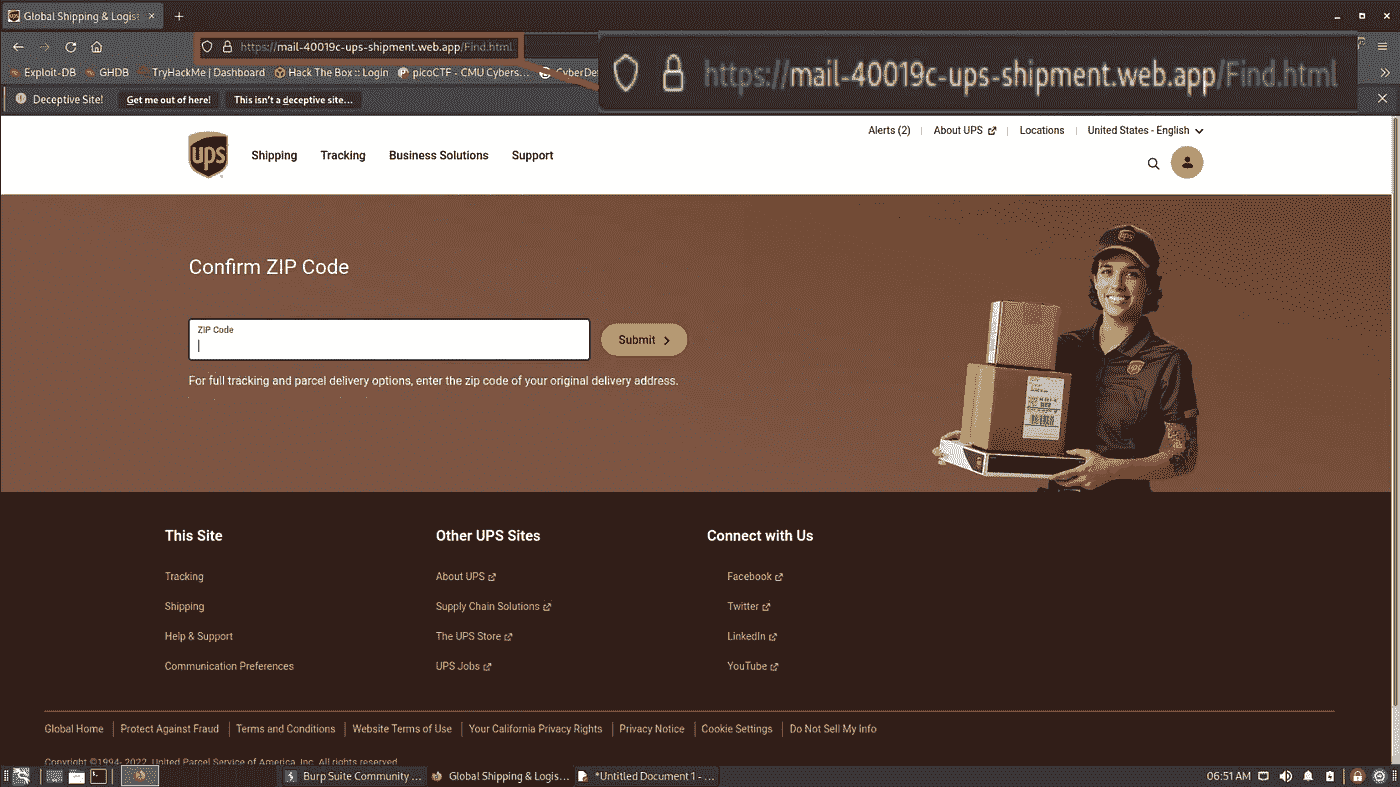 Global Shipping & Logist
https://mail-40019c-ups-shipment.web.app/Find.html
https://mail-40019c-ups-shipment.web.app/Find.html
Exploit-DB GHDB TryHackMe | Dashboard Hack The Box :: Login picoCTF - CMU Cybers… CyberDef
Deceptive Site! Get me out of here! This isn't a deceptive site…
Alerts (2) About UPS Locations United States - English
ups Shipping Tracking Business Solutions Support
Confirm ZIP Code
ZIP Code
Submit
For full tracking and parcel delivery options, enter the zip code of your original delivery address.
This Site Other UPS Sites Connect with Us
Tracking About UPS Facebook
Shipping Supply Chain Solutions Twitter
Help & Support The UPS Store LinkedIn
Communication Preferences UPS Jobs YouTube
Global Home Protect Against Fraud Terms and Conditions Website Terms of Use Your California Privacy Rights Privacy Notice Cookie Settings Do Not Sell My Info
Copyright ©1994- 2022 United Parcel Service of America, Inc. All rights reserved
Burp Suite Community … Global Shipping & Logis… *Untitled Document 1 - … 06:51 AM